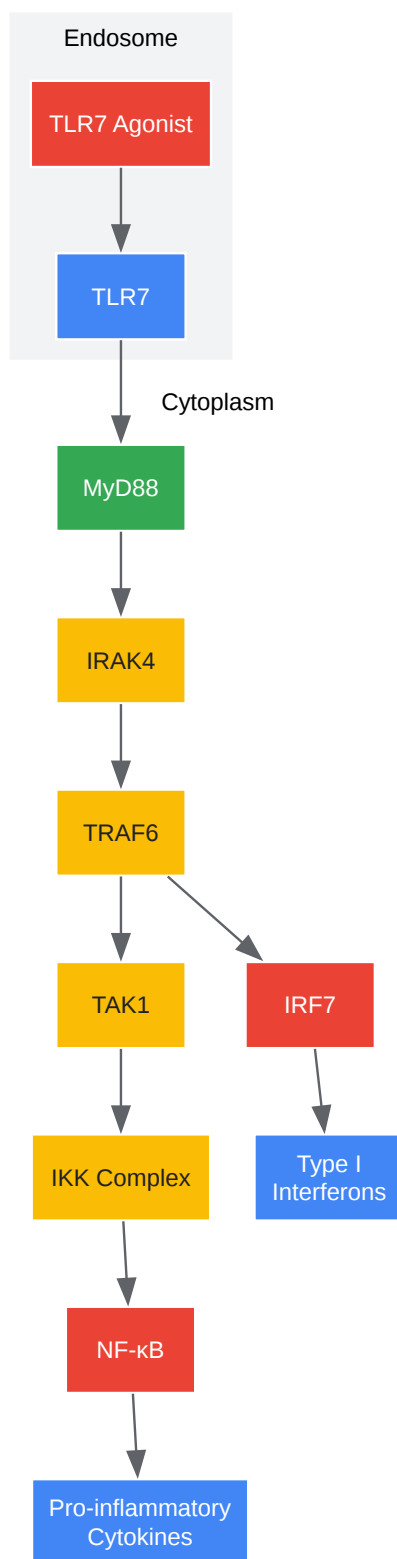 Endosome
TLR7 Agonist
TLR7
Cytoplasm
MyD88
IRAK4
TRAF6
TAK1
IRF7
IKK Complex
Type I
Interferons
NF-κB
Pro-inflammatory
Cytokines